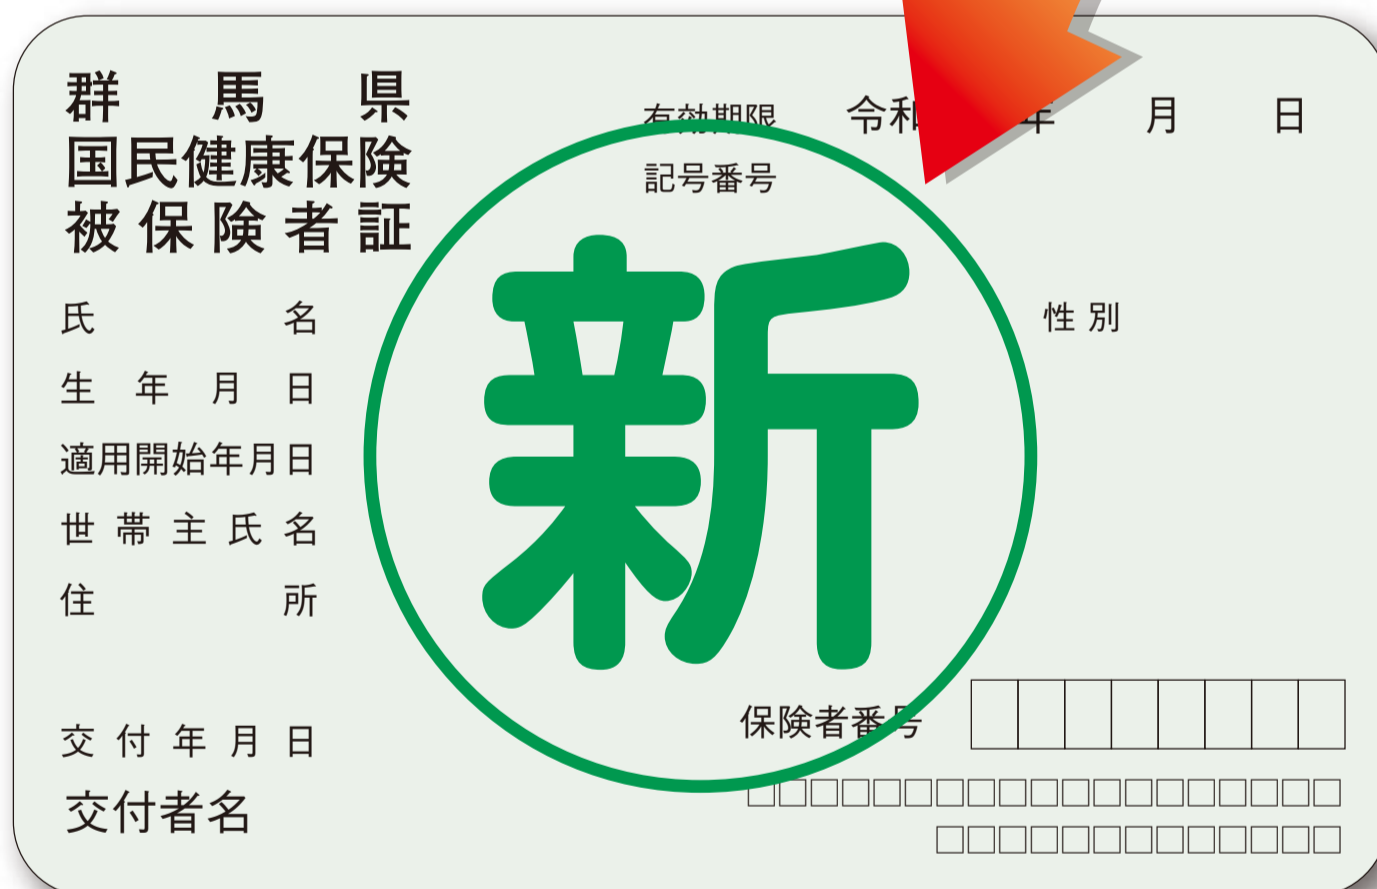 群馬県
国民健康保険
被保険者証
有効期限 令和 年 月 日
記号番号
新
氏名
性別
生年月日
適用開始年月日
世帯主氏名
住所
保険者番号
交付年月日
交付者名